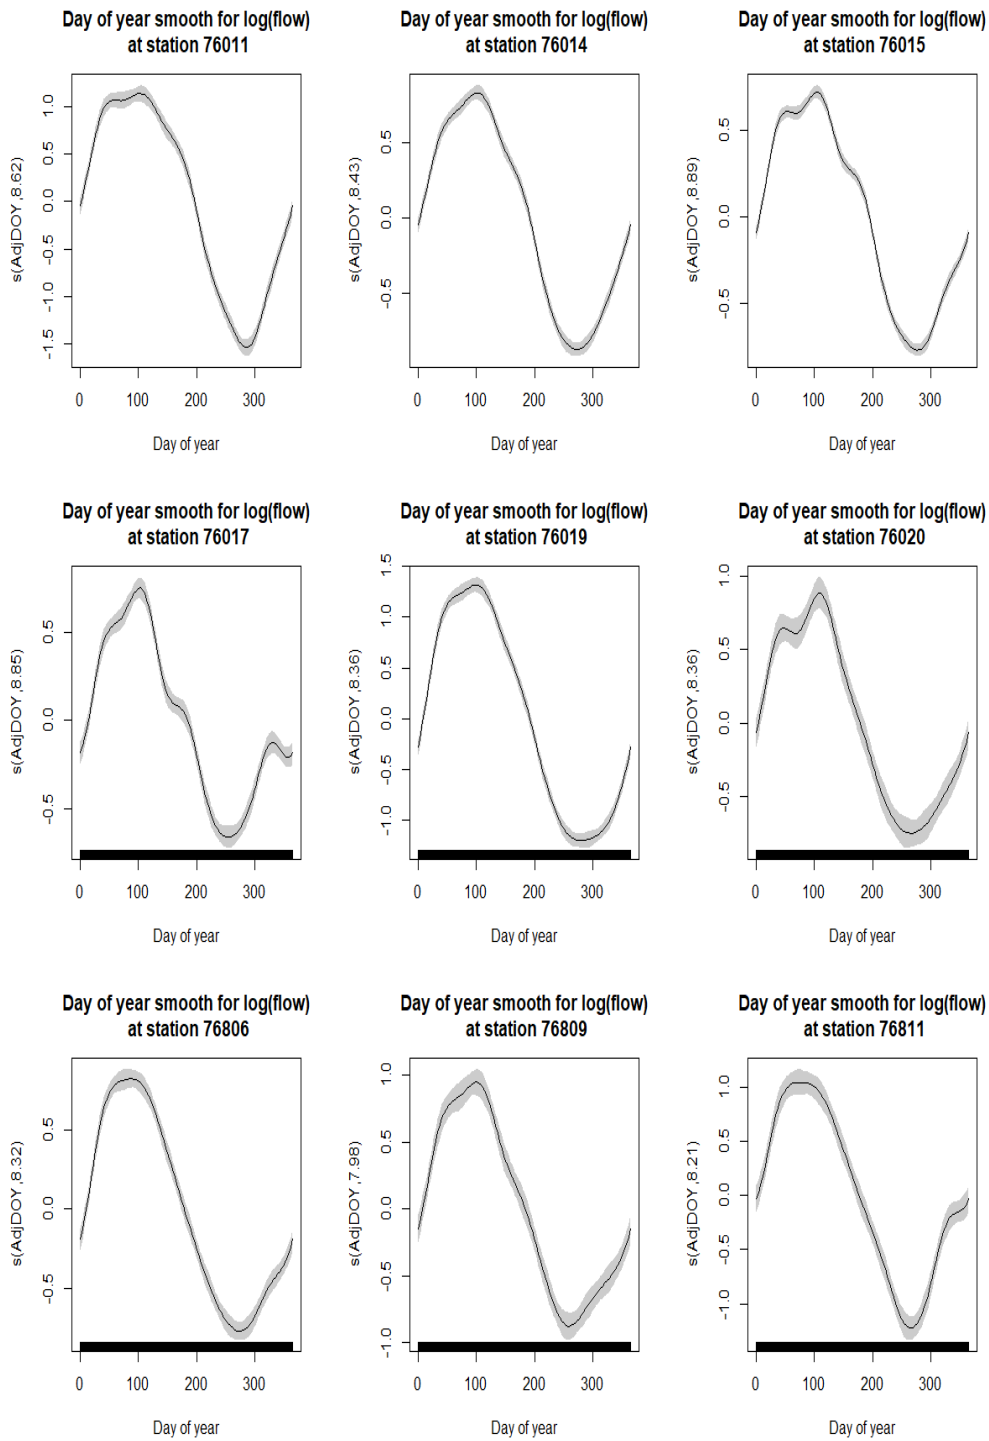 Day of year smooth for log(flow)
at station 76011
s(AdjDOY,8.62)
1.0
0.5
0.0
-0.5
-1.0
-1.5
0 100 200 300
Day of year
Day of year smooth for log(flow)
at station 76014
s(AdjDOY,8.43)
0.5
0.0
-0.5
0 100 200 300
Day of year
Day of year smooth for log(flow)
at station 76015
s(AdjDOY,8.89)
0.5
0.0
-0.5
0 100 200 300
Day of year
Day of year smooth for log(flow)
at station 76017
s(AdjDOY,8.85)
0.5
0.0
-0.5
0 100 200 300
Day of year
Day of year smooth for log(flow)
at station 76019
s(AdjDOY,8.36)
1.5
1.0
0.5
0.0
-0.5
-1.0
0 100 200 300
Day of year
Day of year smooth for log(flow)
at station 76020
s(AdjDOY,8.36)
1.0
0.5
0.0
-0.5
0 100 200 300
Day of year
Day of year smooth for log(flow)
at station 76806
s(AdjDOY,8.32)
0.5
0.0
-0.5
0 100 200 300
Day of year
Day of year smooth for log(flow)
at station 76809
s(AdjDOY,7.98)
1.0
0.5
0.0
-0.5
-1.0
0 100 200 300
Day of year
Day of year smooth for log(flow)
at station 76811
s(AdjDOY,8.21)
1.0
0.5
0.0
-0.5
-1.0
0 100 200 300
Day of year